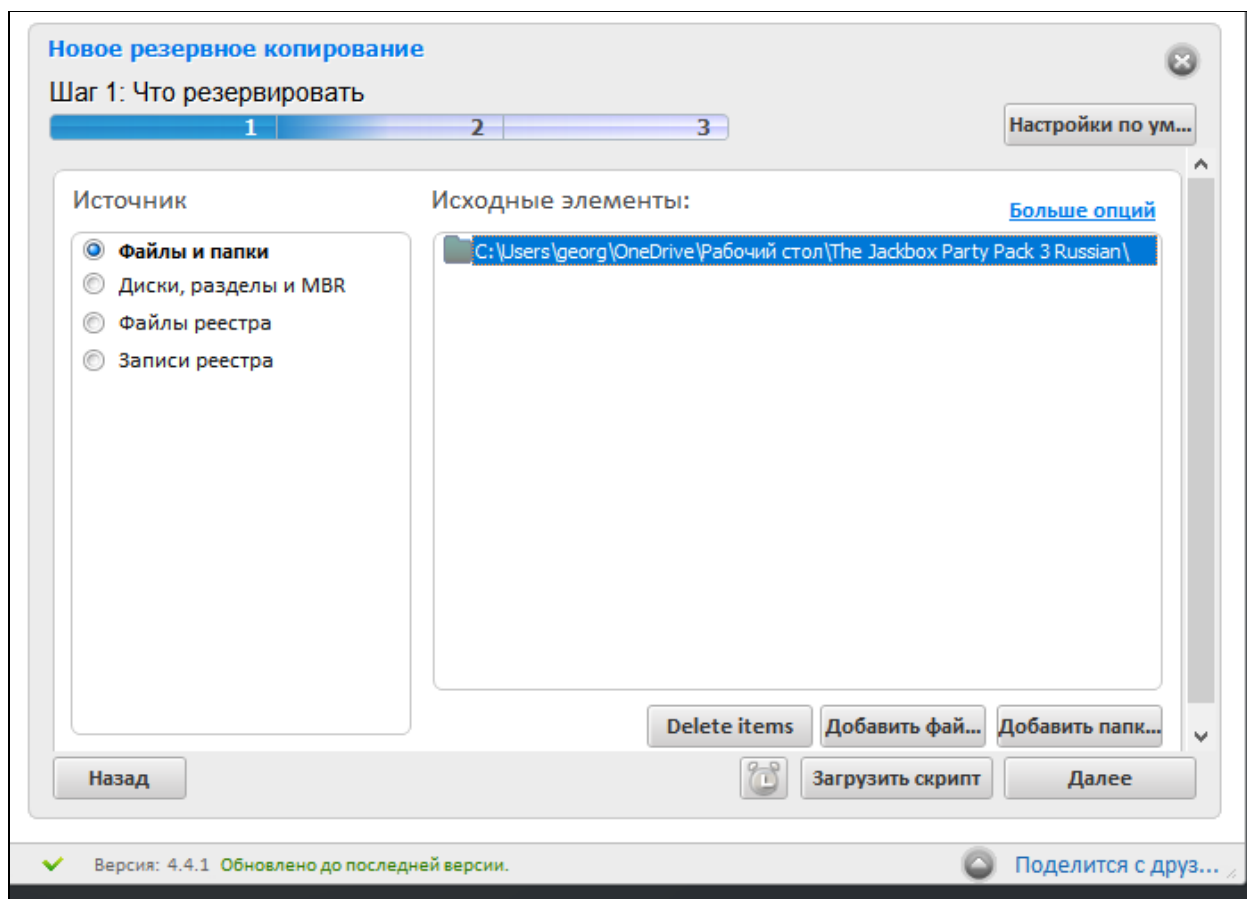 Новое резервное копирование
Шаг 1: Что резервировать
1 2 3
Настройки по ум...
Источник
Исходные элементы:
Больше опций
Файлы и папки
Диски, разделы и MBR
Файлы реестра
Записи реестра
C:\Users\georg\OneDrive\Рабочий стол\The Jackbox Party Pack 3 Russian\
Delete items
Добавить фай...
Добавить папк...
Назад
Загрузить скрипт
Далее
Версия: 4.4.1 Обновлено до последней версии.
Поделится с друз...